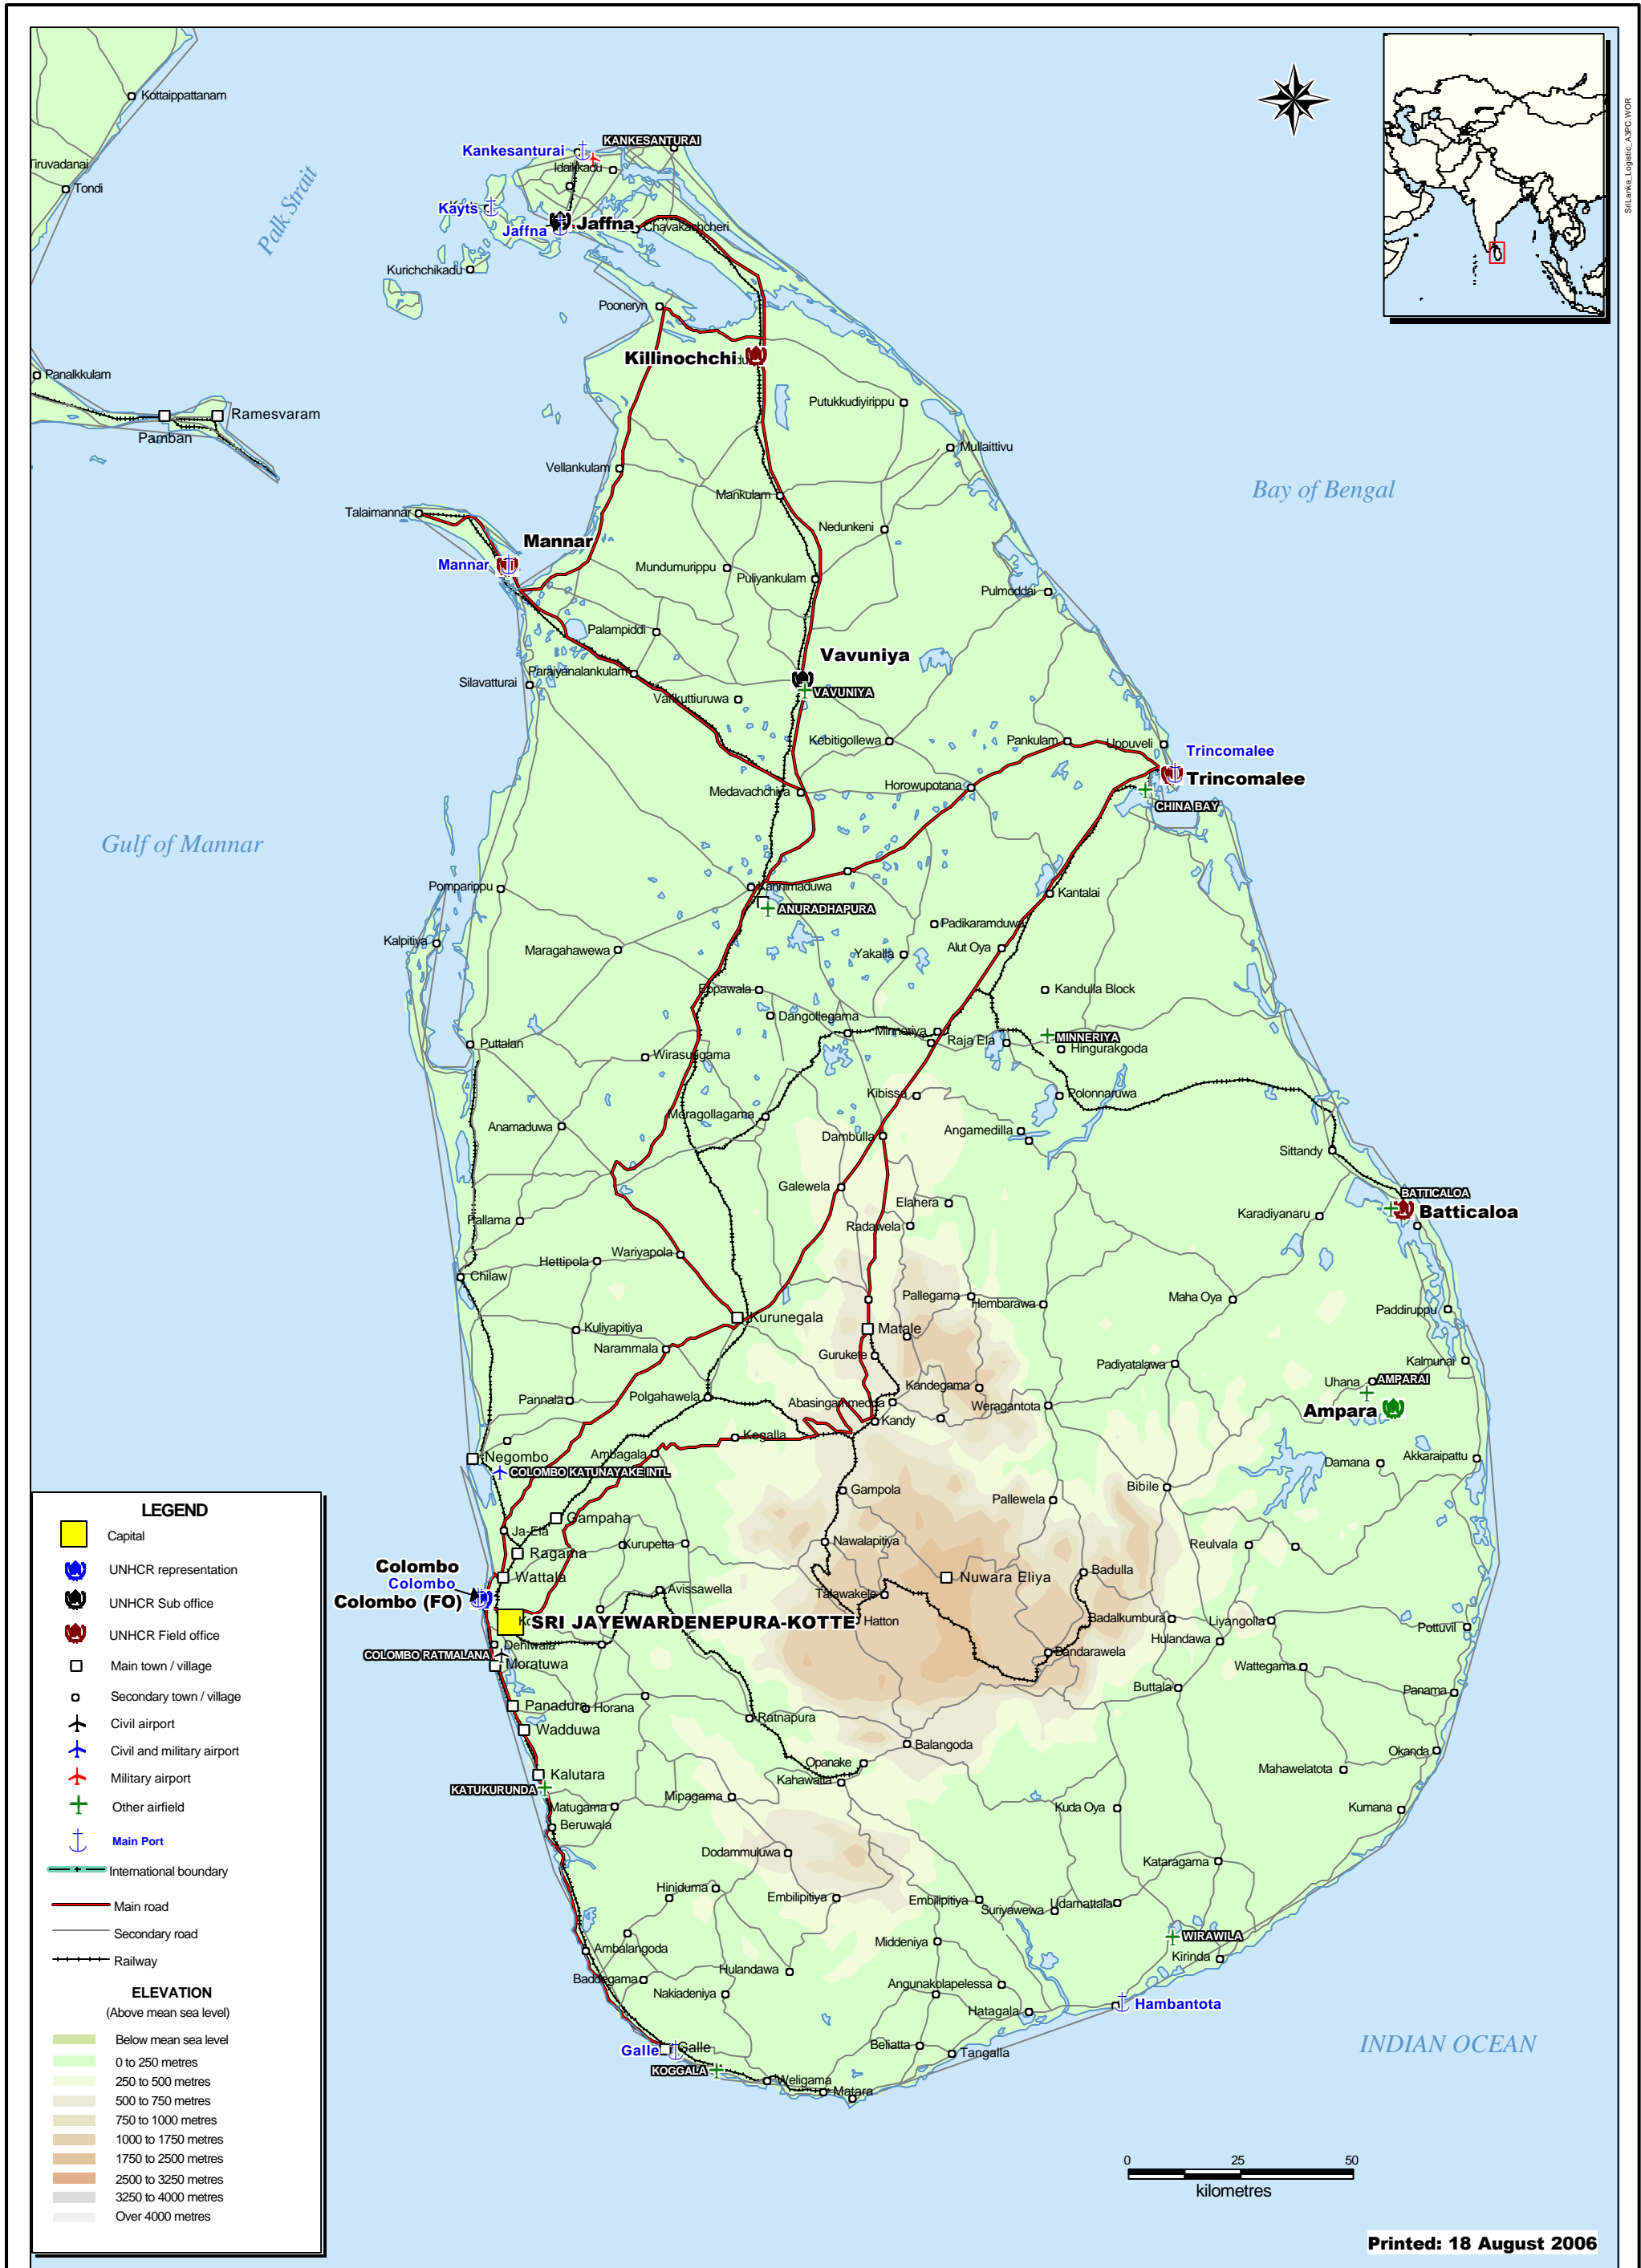 SriLanka_Logistic_A3PC.WOR
Kottaippattanam
Tiruvadanai
Tondi
Palk Strait
Kankesanturai
KANKESANTURAI
Idaikkadu
Kayts
Jaffna
Jaffna
Chavakachcheri
Kurichchikadu
Pooneryn
Killinochchi
Panalkkulam
Ramesvaram
Pamban
Putukkudiyirippu
Mullaittivu
Vellankulam
Mankulam
Bay of Bengal
Talaimannar
Nedunkeni
Mannar
Mannar
Mundumurippu
Puliyankulam
Pulmoddai
Palampiddi
Vavuniya
Paraiyanalankulam
Silavatturai
VAVUNIYA
Varikuttiuruwa
Kebitigollewa
Pankulam
Uppuveli
Trincomalee
Trincomalee
Medavachchiya
Horowupotana
CHINA BAY
Gulf of Mannar
Pomparippu
Kannimaduwa
Kantalai
ANURADHAPURA
Padikaramduwa
Kalpitiya
Maragahawewa
Yakalla
Alut Oya
Eppawala
Kandulla Block
Dangollegama
Minneriya
Raja Ela
MINNERIYA
Hingurakgoda
Puttalan
Wirasurigama
Kibissa
Polonnaruwa
Moragollagama
Anamaduwa
Dambulla
Angamedilla
Sittandy
Galewela
Elahera
BATTICALOA
Batticaloa
Pallama
Radawela
Karadiyanaru
Wariyapola
Hettipola
Chilaw
Pallegama
Hembarawa
Maha Oya
Paddiruppu
Kurunegala
Kuliyapitiya
Matale
Narammala
Gurukete
Padiyatalawa
Kalmunai
Kandegama
Uhana
AMPARAI
Pannala
Polgahawela
Abasingammedda
Weragantota
Ampara
Kandy
Kegalla
Negombo
Ambagala
Damana
Akkaraipattu
COLOMBO KATUNAYAKE INTL
Gampola
Pallewela
Bibile
Gampaha
Ja-Ela
Kurupetta
Nawalapitiya
Reulvala
Ragama
Colombo
Colombo
Colombo (FO)
Wattala
Nuwara Eliya
Badulla
Avissawella
Talawakele
SRI JAYEWARDENEPURA-KOTTE
Hatton
Badalkumbura
Liyangolla
Pottuvil
Dehiwala
Hulandawa
COLOMBO RATMALANA
Moratuwa
Bandarawela
Wattegama
Buttala
Panama
Panadura
Horana
Ratnapura
Wadduwa
Balangoda
Okanda
Opanake
Mahawelatota
Kalutara
Kahawatta
KATUKURUNDA
Mipagama
Matugama
Kuda Oya
Kumana
Beruwala
Dodammuluwa
Kataragama
Hiniduma
Embilipitiya
Embilipitiya
Suriyawewa
Udamattala
WIRAWILA
Middeniya
Ambalangoda
Kirinda
Hulandawa
Baddegama
Angunakolapelessa
Nakiadeniya
Hatagala
Hambantota
Galle
Galle
Beliatta
Tangalla
INDIAN OCEAN
KOGGALA
Weligama
Matara
LEGEND
Capital
UNHCR representation
UNHCR Sub office
UNHCR Field office
Main town / village
Secondary town / village
Civil airport
Civil and military airport
Military airport
Other airfield
Main Port
International boundary
Main road
Secondary road
Railway
ELEVATION
(Above mean sea level)
Below mean sea level
0 to 250 metres
250 to 500 metres
500 to 750 metres
750 to 1000 metres
1000 to 1750 metres
1750 to 2500 metres
2500 to 3250 metres
3250 to 4000 metres
Over 4000 metres
0 25 50
kilometres
Printed: 18 August 2006